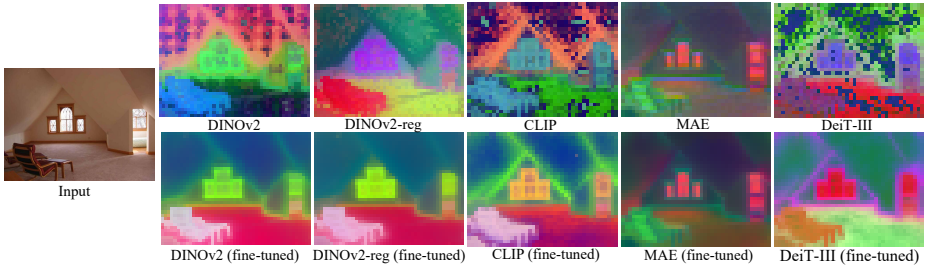 DINOv2
DINOv2-reg
CLIP
MAE
DeiT-III
Input
DINOv2 (fine-tuned)
DINOv2-reg (fine-tuned)
CLIP (fine-tuned)
MAE (fine-tuned)
DeiT-III (fine-tuned)